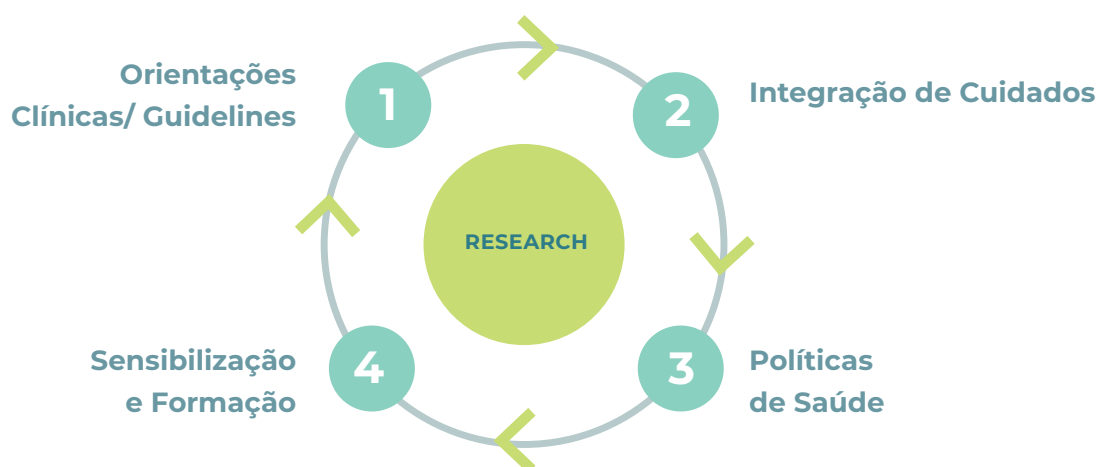 Orientações
Clínicas/ Guidelines
1
2
Integração de Cuidados
RESEARCH
Sensibilização
e Formação
4
3
Políticas
de Saúde